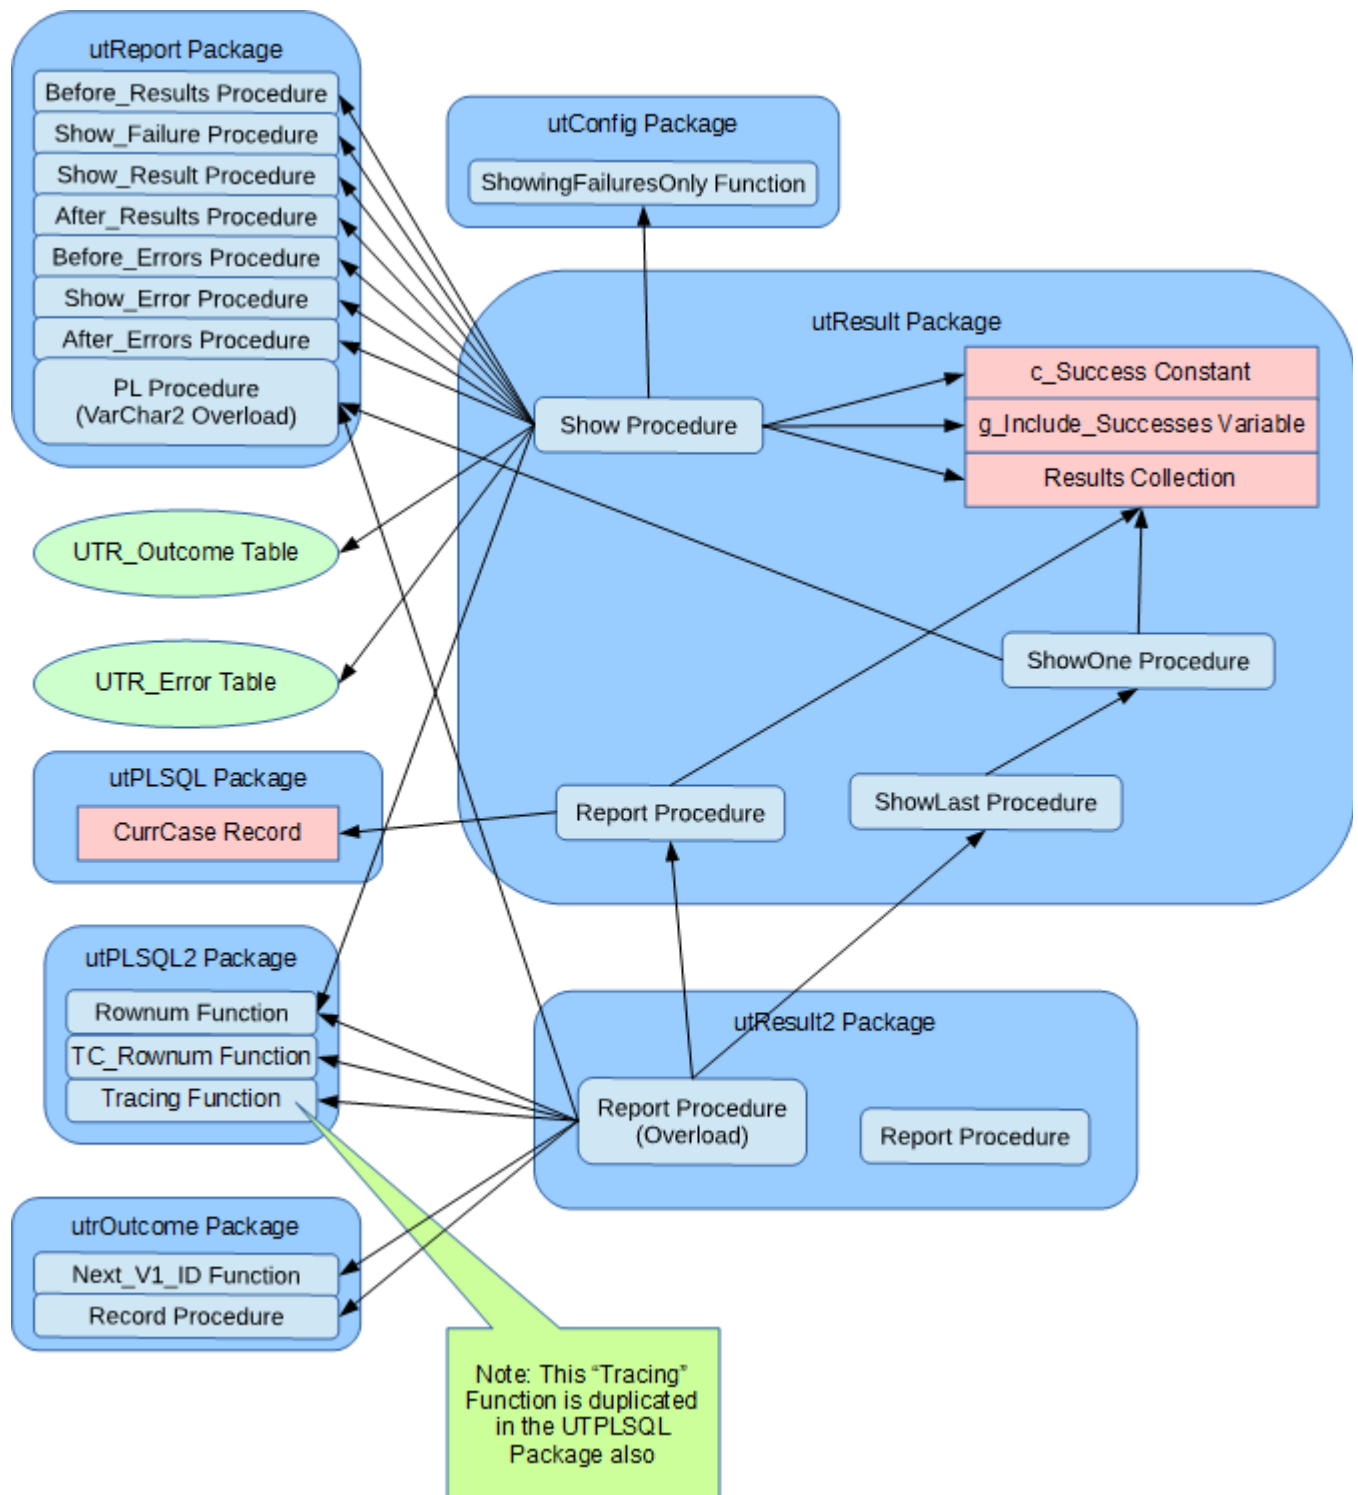 utReport Package
Before_Results Procedure
Show_Failure Procedure
Show_Result Procedure
After_Results Procedure
Before_Errors Procedure
Show_Error Procedure
After_Errors Procedure
PL Procedure
(VarChar2 Overload)
utConfig Package
ShowingFailuresOnly Function
utResult Package
c_Success Constant
g_Include_Successes Variable
Results Collection
Show Procedure
ShowOne Procedure
Report Procedure
ShowLast Procedure
UTR_Outcome Table
UTR_Error Table
utPLSQL Package
CurrCase Record
utPLSQL2 Package
Rownum Function
TC_Rownum Function
Tracing Function
utResult2 Package
Report Procedure
(Overload)
Report Procedure
utrOutcome Package
Next_V1_ID Function
Record Procedure
Note: This “Tracing”
Function is duplicated
in the UTPLSQL
Package also